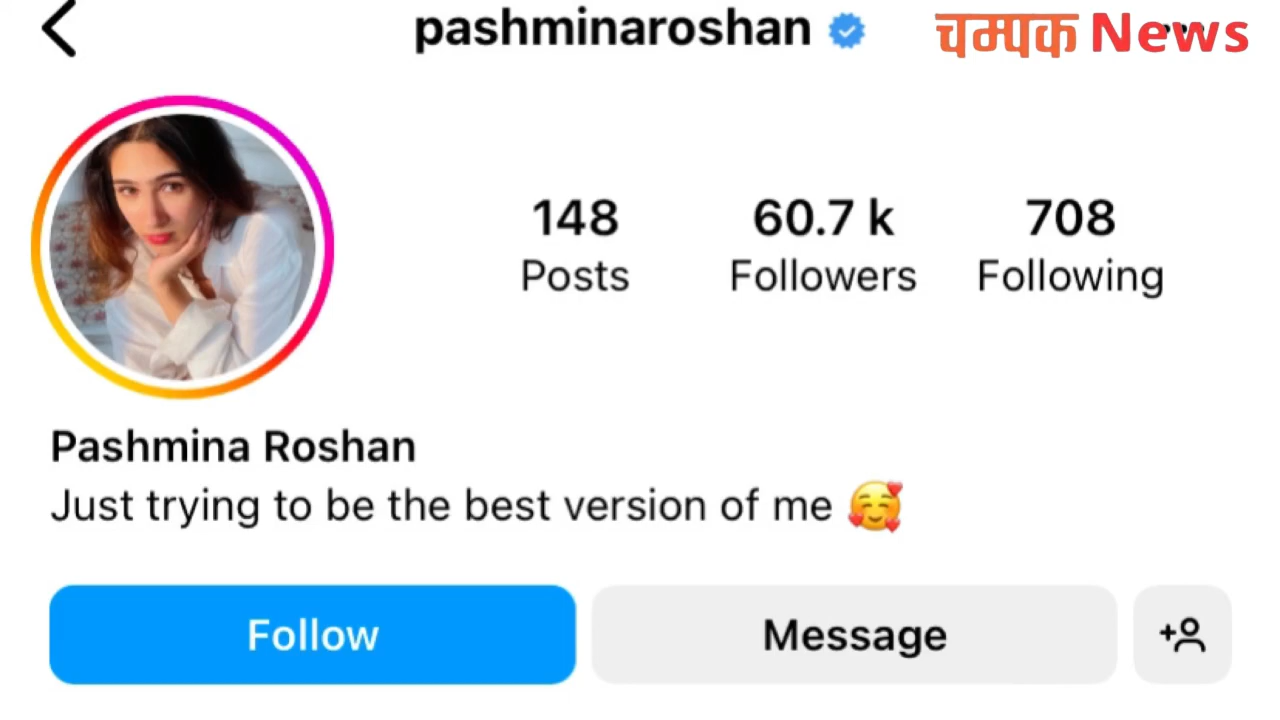 pashminaroshan
चम्पक News
148 60.7 k 708
Posts Followers Following
Pashmina Roshan
Just trying to be the best version of me 🥰
Follow Message